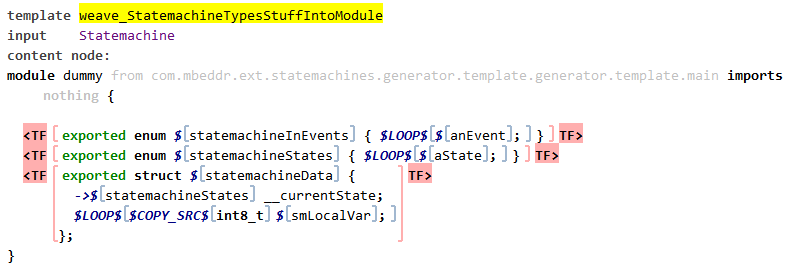 template weave_StatemachineTypesStuffIntoModule
input Statemachine
content node:
module dummy from com.mbeddr.ext.statemachines.generator.template.generator.template.main imports
nothing {
<TF [ exported enum $[statemachineInEvents] { $LOOP$[$[anEvent]; ] } ] TF>
<TF [ exported enum $[statemachineStates] { $LOOP$[$[aState]; ] } ] TF>
<TF [ exported struct $[statemachineData] { ] TF>
->$[statemachineStates] __currentState;
$LOOP$[$COPY_SRC$[int8_t] $[smLocalVar]; ]
};
}